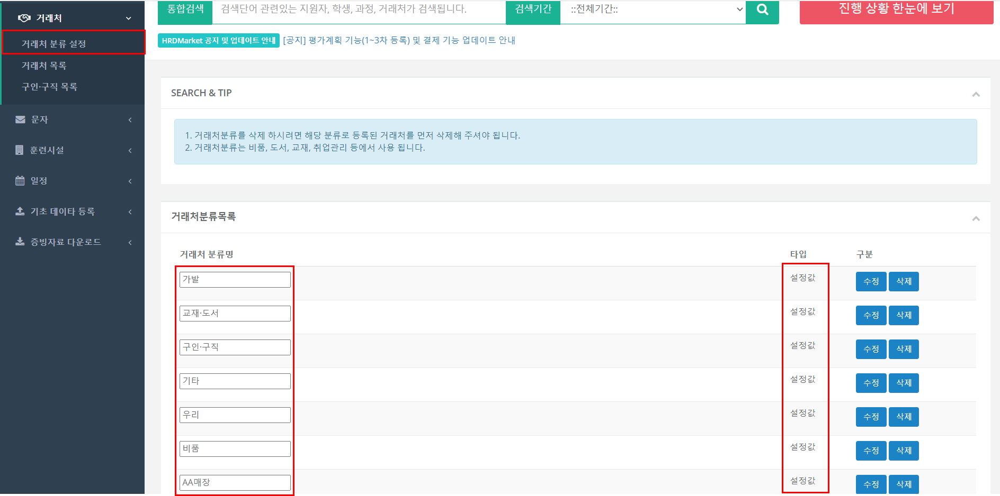 거래처
거래처 분류 설정
거래처 목록
구인·구직 목록
문자
훈련시설
일정
기초 데이타 등록
증빙자료 다운로드
통합검색 검색단어 관련있는 지원자, 학생, 과정, 거래처가 검색됩니다. 검색기간 ::전체기간:: 진행 상황 한눈에 보기
HRDMarket 공지 및 업데이트 안내 [공지] 평가계획 기능(1~3차 등록) 및 결제 기능 업데이트 안내
SEARCH & TIP
1. 거래처분류를 삭제 하시려면 해당 분류로 등록된 거래처를 먼저 삭제해 주셔야 됩니다.
2. 거래처분류는 비품, 도서, 교재, 취업관리 등에서 사용 됩니다.
거래처분류목록
거래처 분류명 타입 구분
가발 설정값 수정 삭제
교재·도서 설정값 수정 삭제
구인·구직 설정값 수정 삭제
기타 설정값 수정 삭제
우리 설정값 수정 삭제
비품 설정값 수정 삭제
AA매장 설정값 수정 삭제